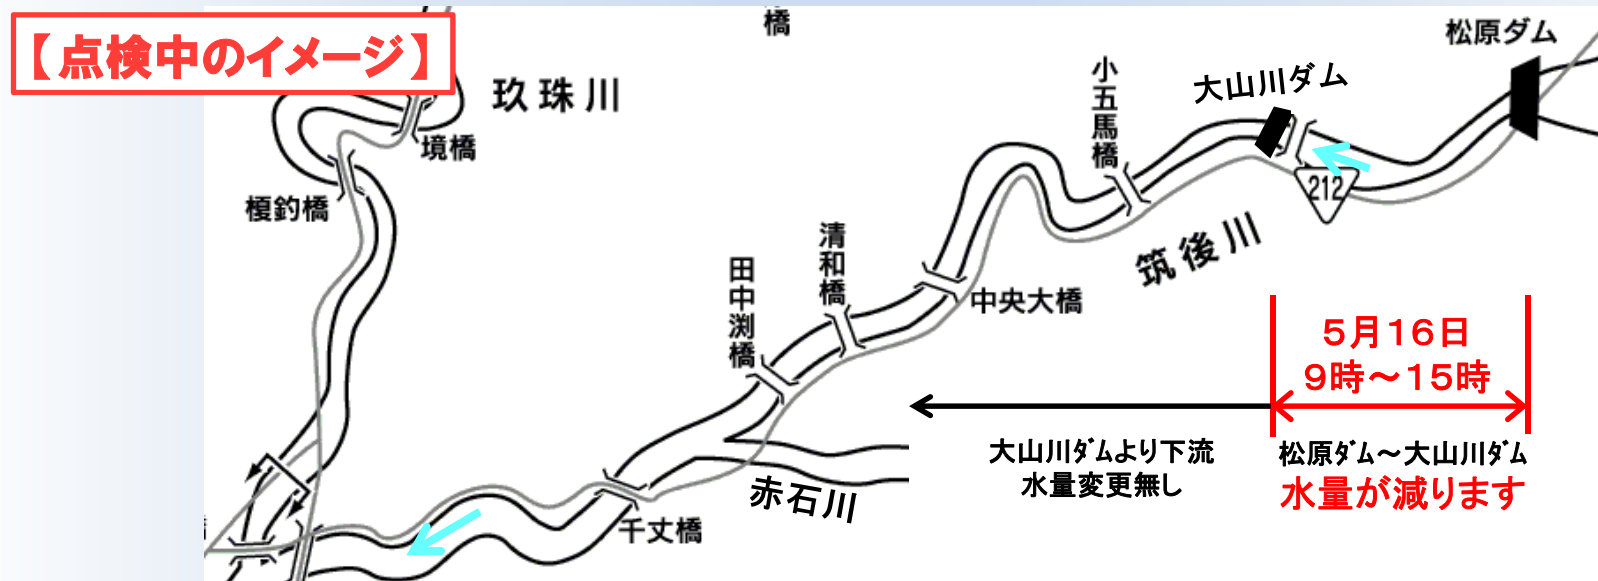 【点検中のイメージ】
橋
玖珠川
境橋
榎釣橋
松原ダム
大山川ダム
小五馬橋
212
筑後川
清和橋
田中渕橋
中央大橋
5月16日
9時～15時
大山川ダムより下流
水量変更無し
松原ダム～大山川ダム
水量が減ります
赤石川
千丈橋